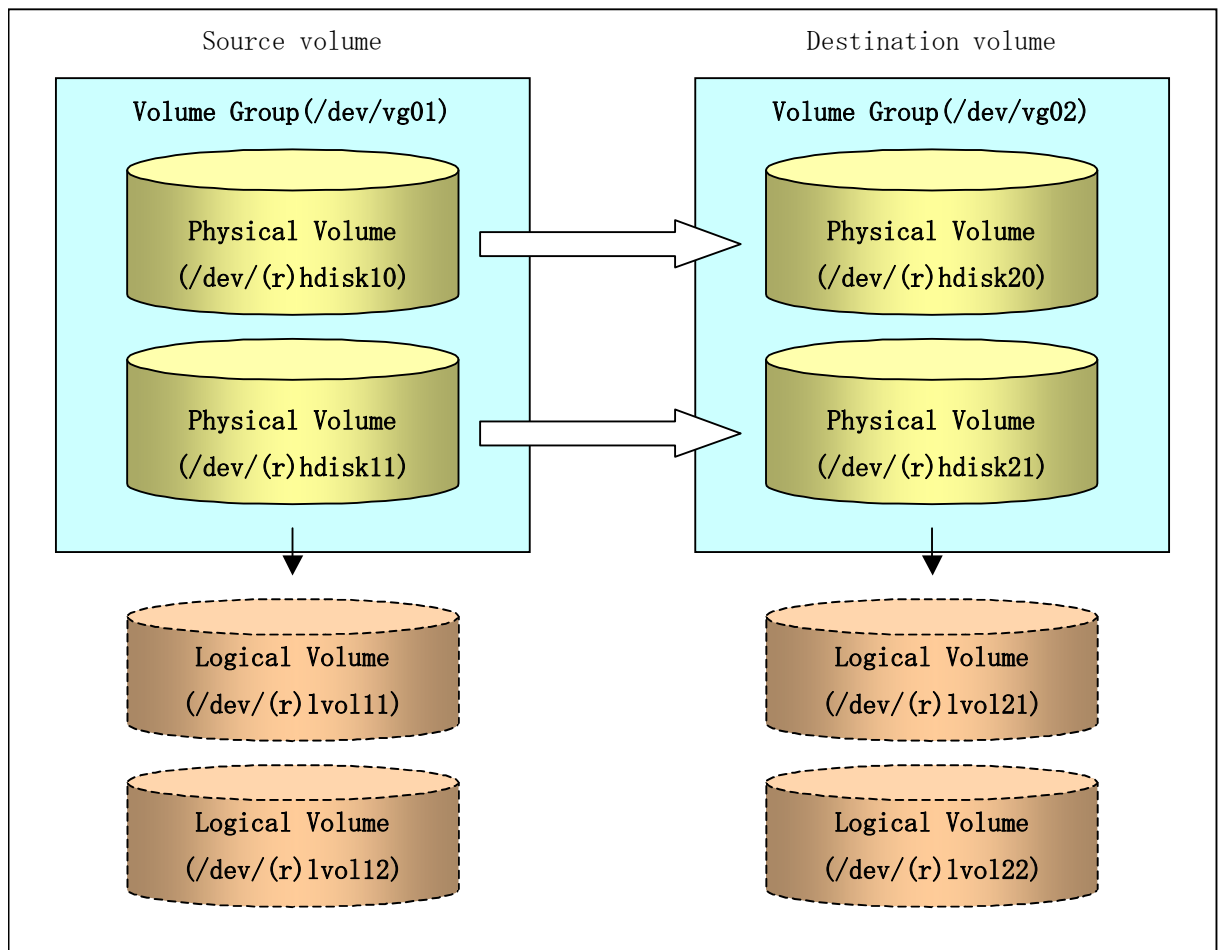 Source volume
Destination volume
Volume Group(/dev/vg01)
Physical Volume
(/dev/(r)hdisk10)
Physical Volume
(/dev/(r)hdisk11)
Logical Volume
(/dev/(r)lvol11)
Logical Volume
(/dev/(r)lvol12)
Volume Group(/dev/vg02)
Physical Volume
(/dev/(r)hdisk20)
Physical Volume
(/dev/(r)hdisk21)
Logical Volume
(/dev/(r)lvol21)
Logical Volume
(/dev/(r)lvol22)